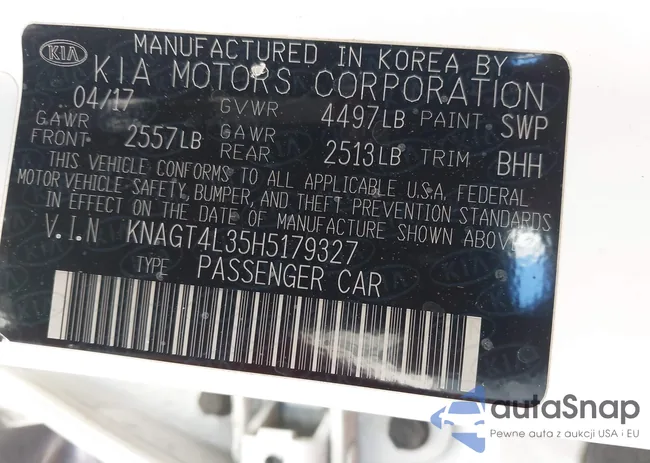 KIA
MANUFACTURED IN KOREA BY
KIA MOTORS CORPORATION
04/17 GVWR 4497LB PAINT SWP
GAWR FRONT 2557LB GAWR REAR 2513LB TRIM BHH
THIS VEHICLE CONFORMS TO ALL APPLICABLE U.S.A. FEDERAL
MOTOR VEHICLE SAFETY, BUMPER, AND THEFT PREVENTION STANDARDS
IN EFFECT ON THE DATE OF MANUFACTURE SHOWN ABOVE
V.I.N KNAGT4L35H5179327
TYPE PASSENGER CAR
autaSnap
Pewne auta z aukcji USA i EU